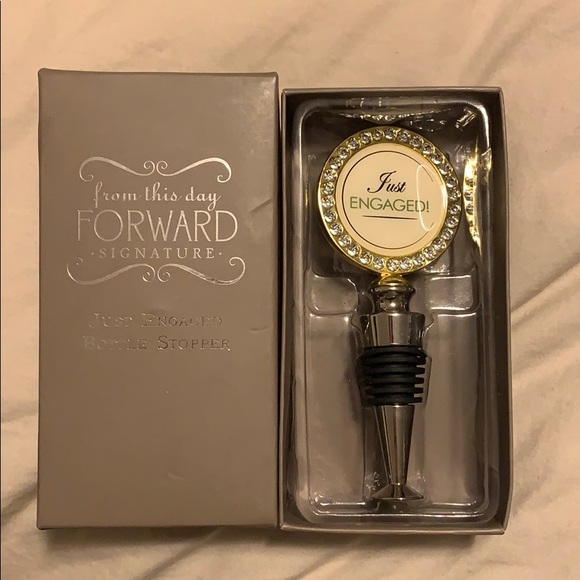 from this day
FORWARD
· SIGNATURE ·
JUST ENGAGED
BOTTLE STOPPER
Just
ENGAGED!